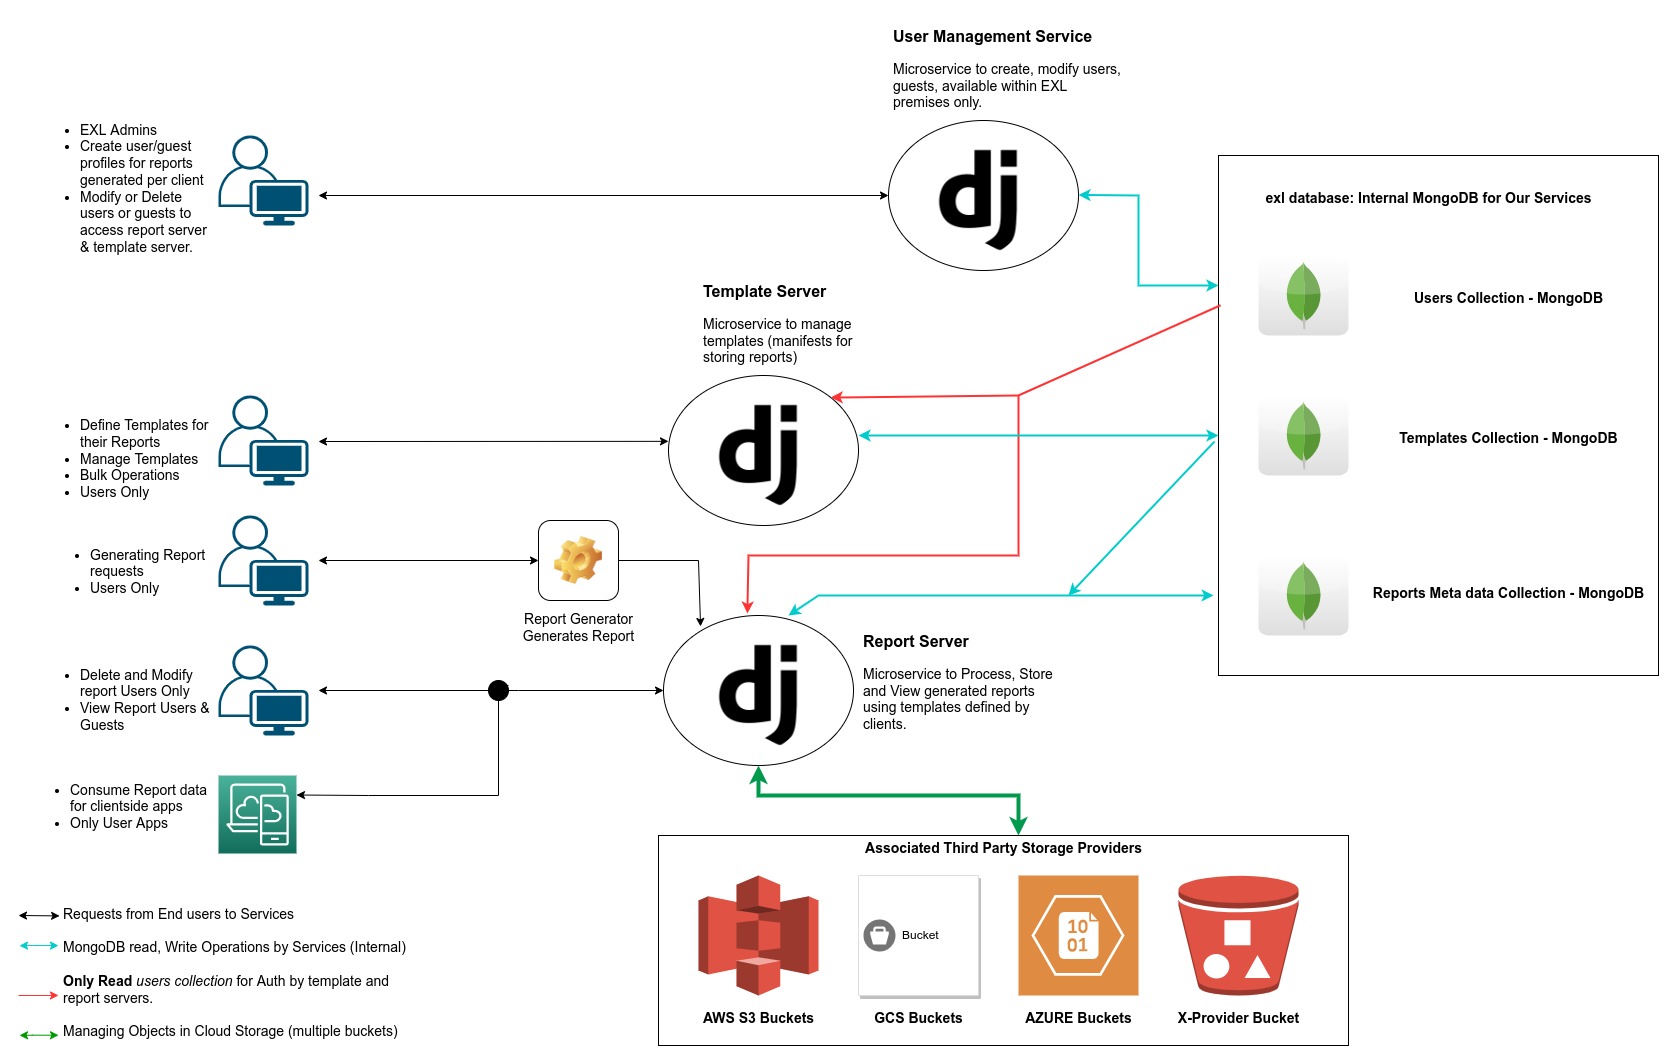 User Management Service
Microservice to create, modify users,
guests, available within EXL
premises only.
EXL Admins
Create user/guest
profiles for reports
generated per client
Modify or Delete
users or guests to
access report server
& template server.
dj
exl database: Internal MongoDB for Our Services
Users Collection - MongoDB
Templates Collection - MongoDB
Reports Meta data Collection - MongoDB
Template Server
Microservice to manage
templates (manifests for
storing reports)
dj
Define Templates for
their Reports
Manage Templates
Bulk Operations
Users Only
Generating Report
requests
Users Only
Report Generator
Generates Report
Report Server
Microservice to Process, Store
and View generated reports
using templates defined by
clients.
dj
Delete and Modify
report Users Only
View Report Users &
Guests
Consume Report data
for clientside apps
Only User Apps
Associated Third Party Storage Providers
Bucket
10
01
AWS S3 Buckets
GCS Buckets
AZURE Buckets
X-Provider Bucket
Requests from End users to Services
MongoDB read, Write Operations by Services (Internal)
Only Read users collection for Auth by template and
report servers.
Managing Objects in Cloud Storage (multiple buckets)